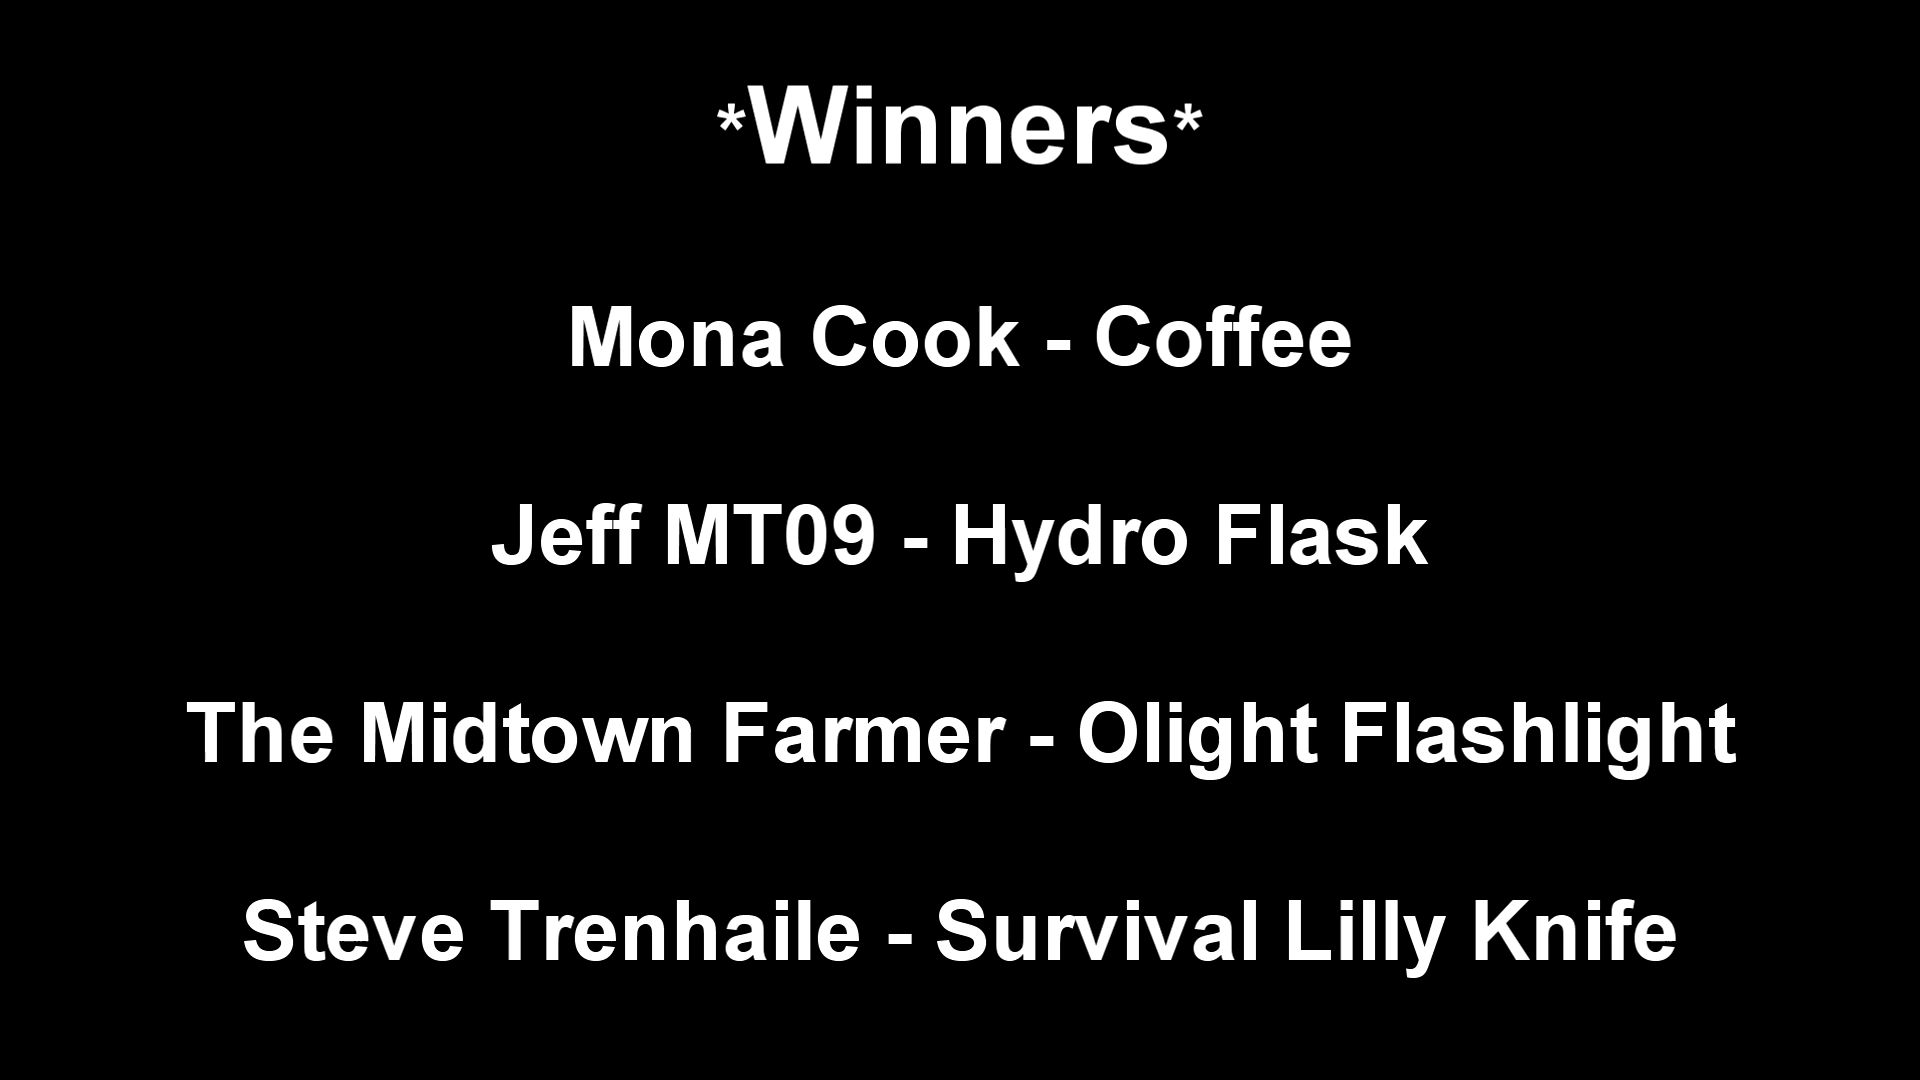 *Winners*
Mona Cook - Coffee
Jeff MT09 - Hydro Flask
The Midtown Farmer - Olight Flashlight
Steve Trenhaile - Survival Lilly Knife